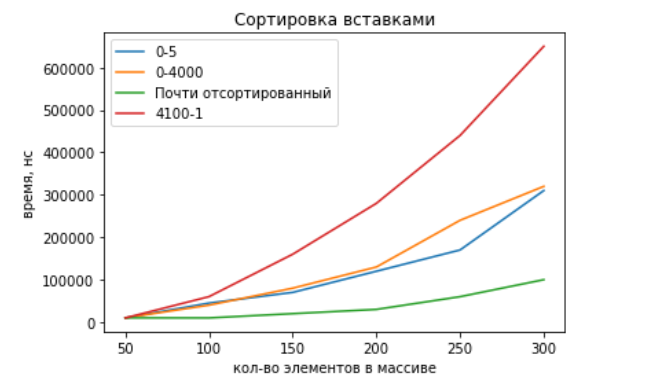 Сортировка вставками
0-5
0-4000
Почти отсортированный
4100-1
время, нс
600000
500000
400000
300000
200000
100000
0
50 100 150 200 250 300
кол-во элементов в массиве